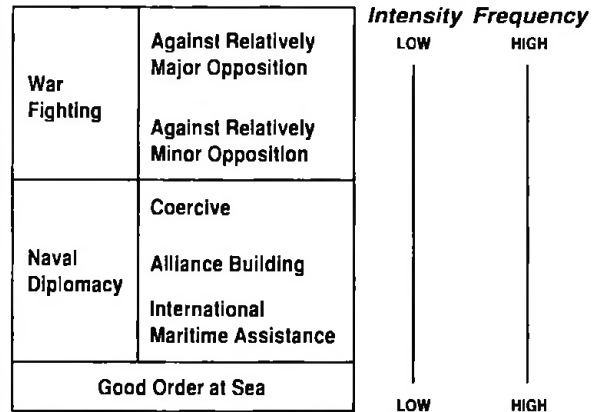 Intensity Frequency
LOW HIGH
War
Fighting
Against Relatively
Major Opposition
Against Relatively
Minor Opposition
Naval
Diplomacy
Coercive
Alliance Building
International
Maritime Assistance
Good Order at Sea
LOW HIGH